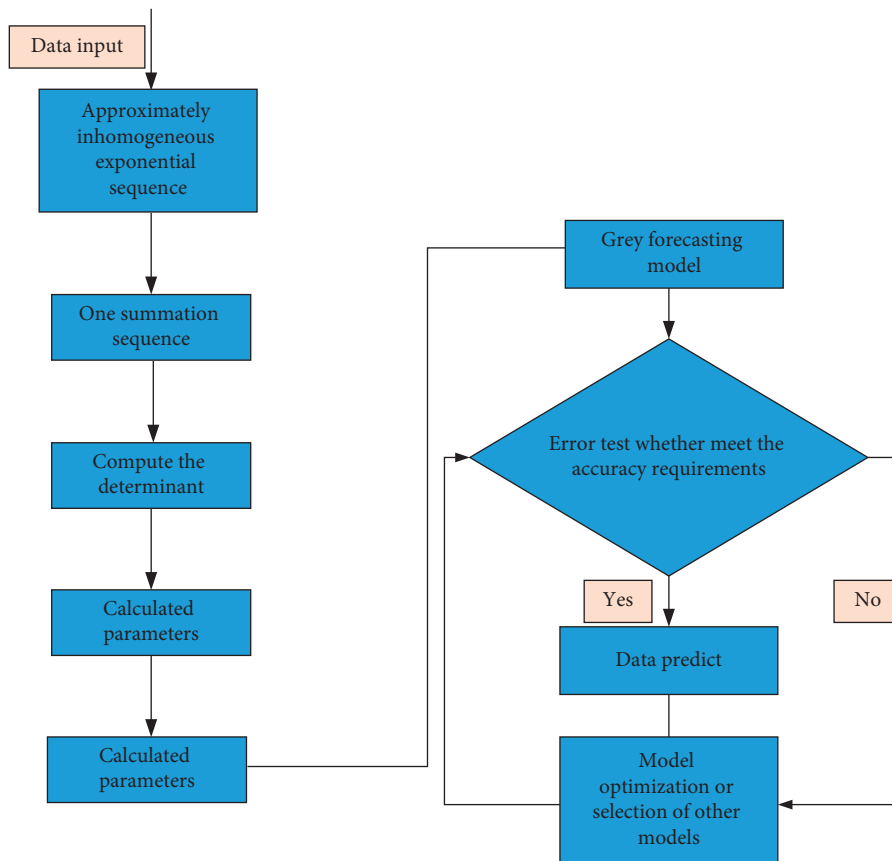 Data input
Approximately
inhomogeneous
exponential
sequence
One summation
sequence
Compute the
determinant
Calculated
parameters
Calculated
parameters
Grey forecasting
model
Error test whether meet the
accuracy requirements
Yes
No
Data predict
Model
optimization or
selection of other
models